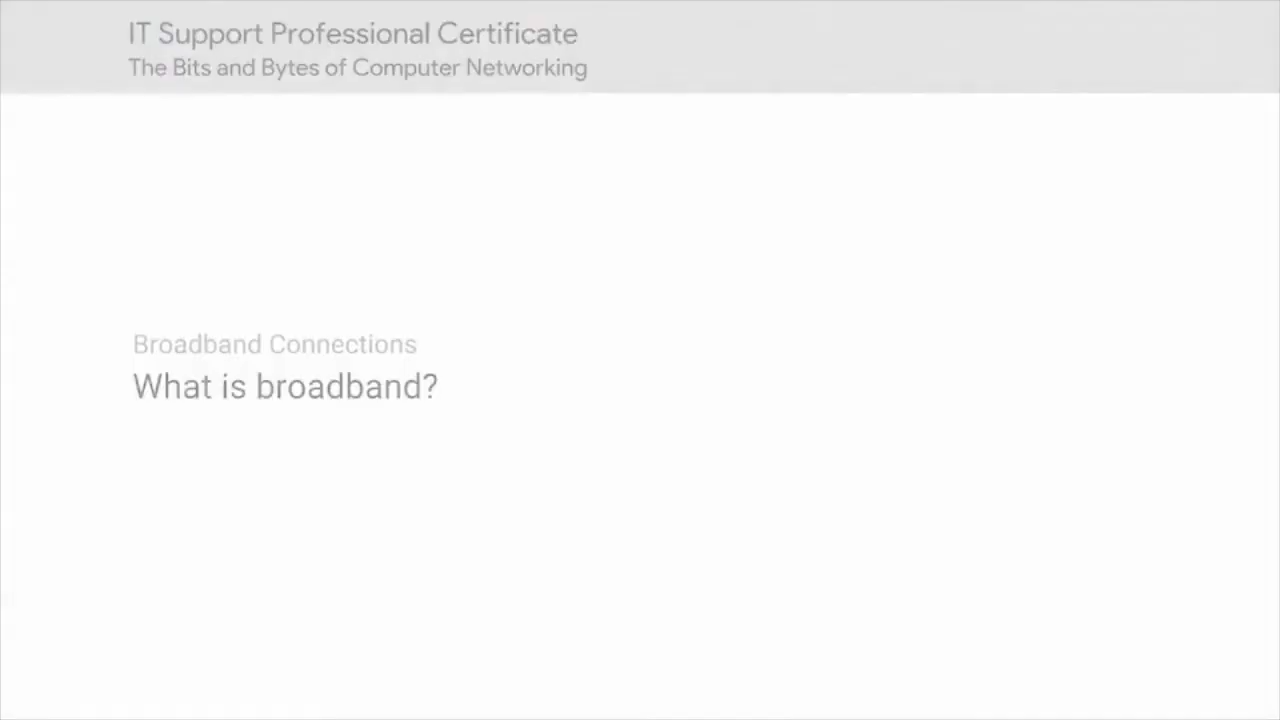 IT Support Professional Certificate
The Bits and Bytes of Computer Networking
Broadband Connections
What is broadband?